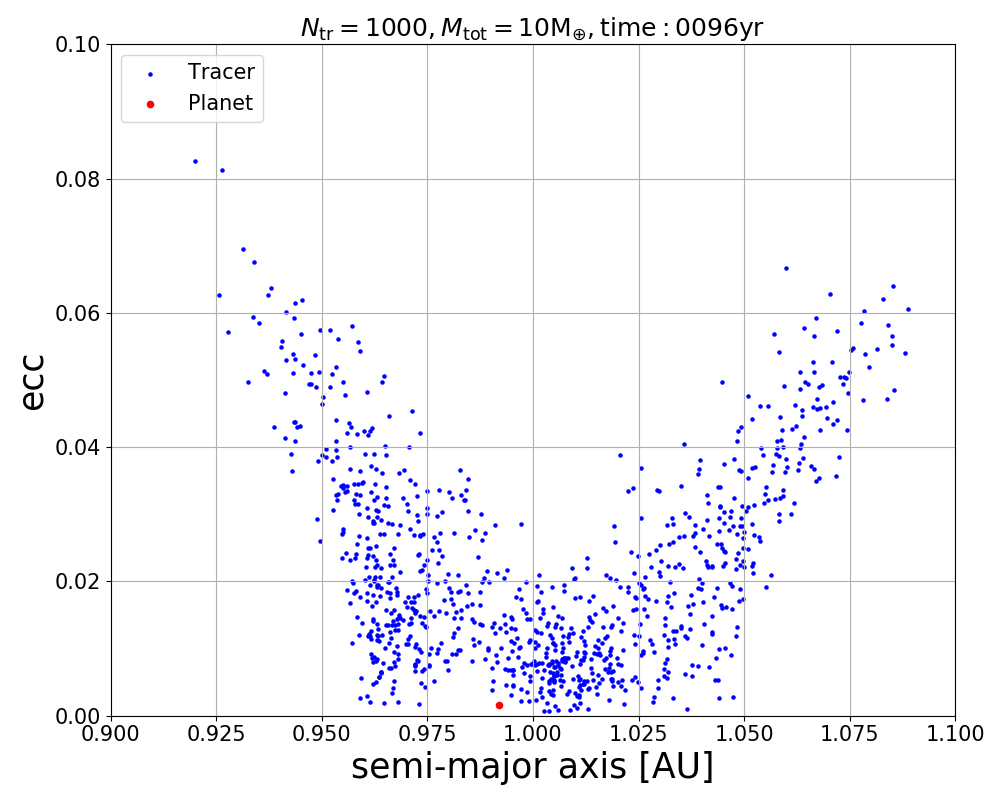 N_tr = 1000, M_tot = 10M_⊕, time : 0096yr
0.10
Tracer
Planet
0.08
0.06
ecc
0.04
0.02
0.00
0.900 0.925 0.950 0.975 1.000 1.025 1.050 1.075 1.100
semi-major axis [AU]